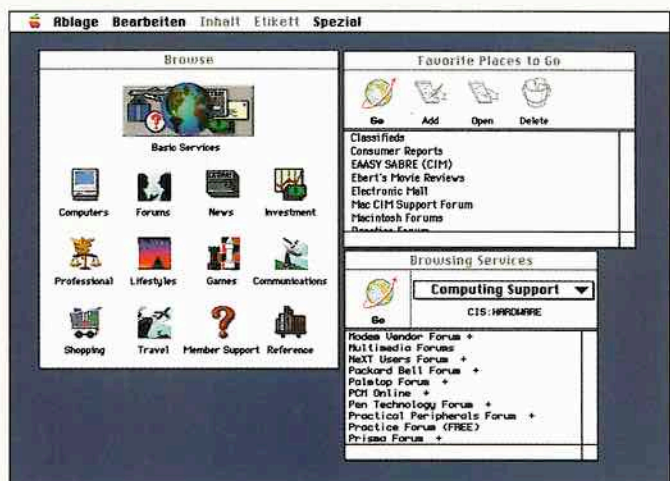 Ablage Bearbeiten Inhalt Etikett Spezial
Browse
Basic Services
Computers Forums News Investment
Professional Lifestyles Games Communications
Shopping Travel Member Support Reference
Favorite Places to Go
Go Add Open Delete
Classifieds
Consumer Reports
EAASY SABRE (CIM)
Ebert's Movie Reviews
Electronic Mall
Mac CIM Support Forum
Macintosh Forums
Browsing Services
Go
Computing Support
CIS:HARDWARE
Modem Vendor Forum +
Multimedia Forums
NeXT Users Forum +
Packard Bell Forum +
Palmtop Forum +
PCM Online +
Pen Technology Forum +
Practical Peripherals Forum +
Practice Forum (FREE)
Prisma Forum +